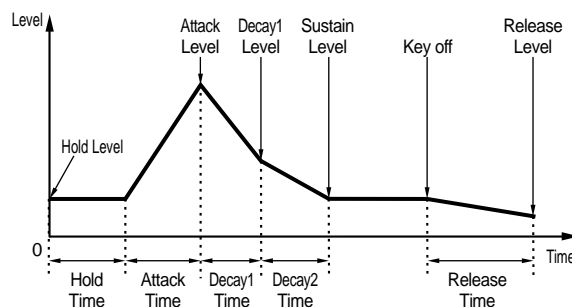 Level
Attack
Level
Decay1
Level
Sustain
Level
Key off
Release
Level
Hold Level
0
Time
Hold
Time
Attack
Time
Decay1
Time
Decay2
Time
Release
Time